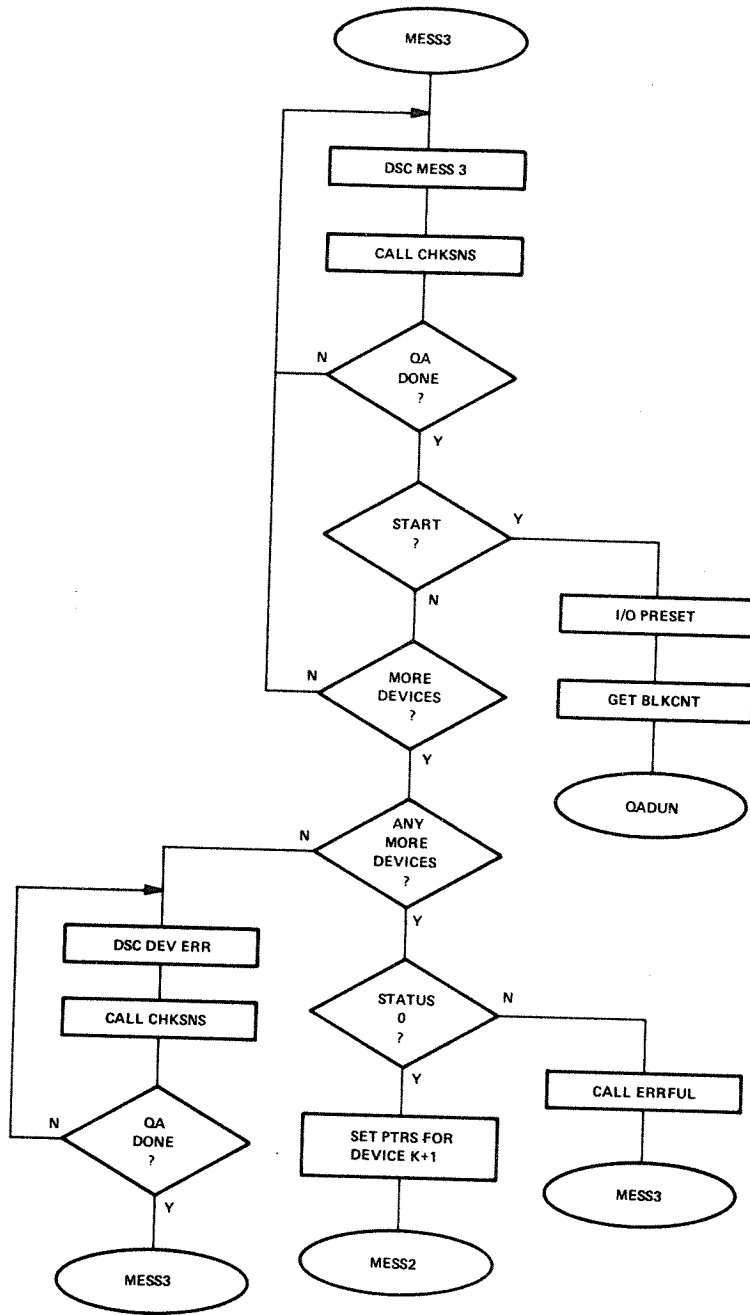 MESS3
DSC MESS 3
CALL CHKSNS
N
QA
DONE
?
Y
START
?
Y
N
I/O PRESET
N
MORE
DEVICES
?
Y
GET BLKCNT
QADUN
N
ANY
MORE
DEVICES
?
Y
DSC DEV ERR
CALL CHKSNS
STATUS
0
?
N
Y
CALL ERRFUL
N
QA
DONE
?
Y
SET PTRS FOR
DEVICE K+1
MESS3
MESS2
MESS3